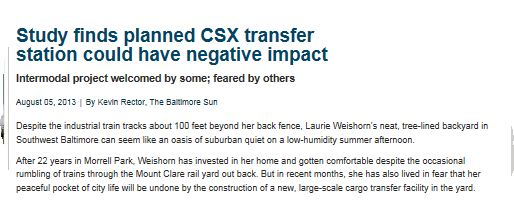 Study finds planned CSX transfer
station could have negative impact
Intermodal project welcomed by some; feared by others
August 05, 2013 | By Kevin Rector, The Baltimore Sun
Despite the industrial train tracks about 100 feet beyond her back fence, Laurie Weishorn's neat, tree-lined backyard in
Southwest Baltimore can seem like an oasis of suburban quiet on a low-humidity summer afternoon.
After 22 years in Morrell Park, Weishorn has invested in her home and gotten comfortable despite the occasional
rumbling of trains through the Mount Clare rail yard out back. But in recent months, she has also lived in fear that her
peaceful pocket of city life will be undone by the construction of a new, large-scale cargo transfer facility in the yard.